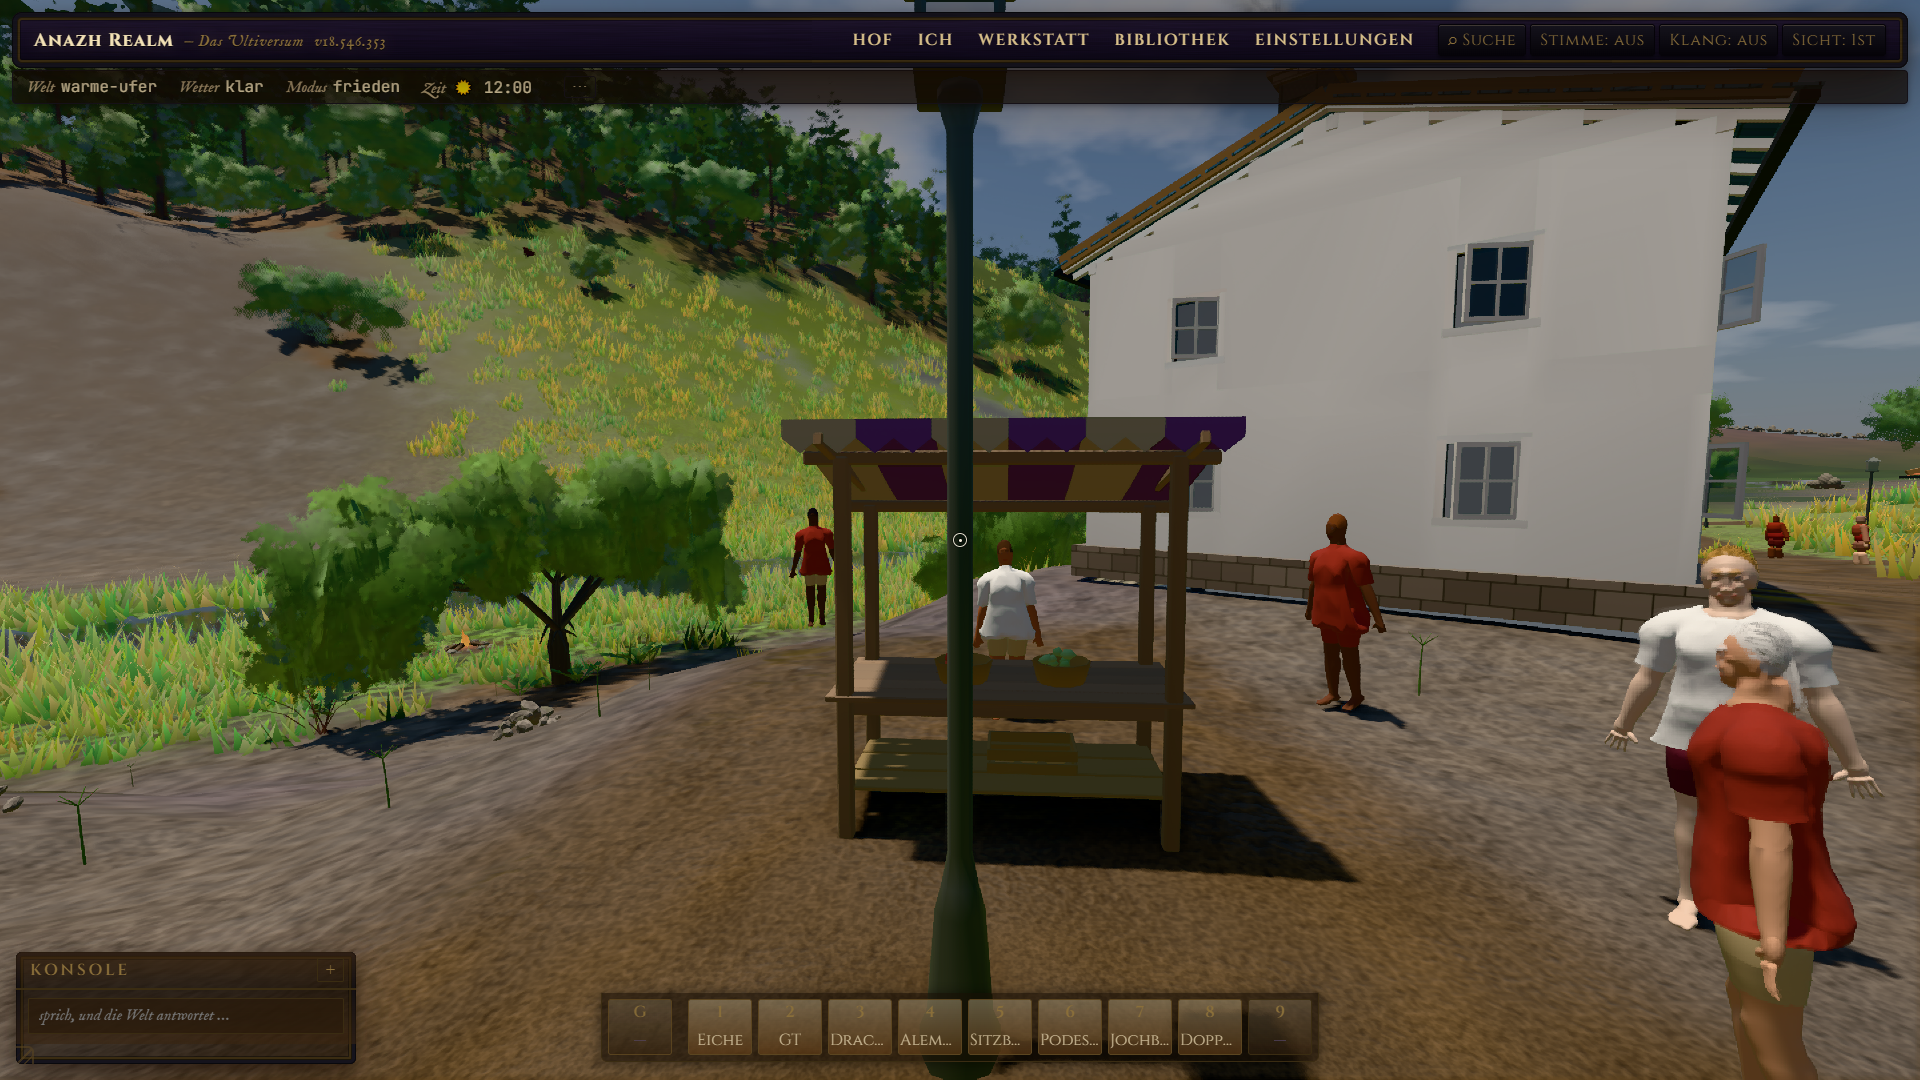 Anazh Realm — Das Ultiversum v18.546.353 HOF ICH WERKSTATT BIBLIOTHEK EINSTELLUNGEN ⌕ SUCHE STIMME: AUS KLANG: AUS SICHT: IST
Welt warme-ufer Wetter klar Modus frieden Zeit 12:00 ...
KONSOLE +
sprich, und die Welt antwortet ...
G 1 2 3 4 5 6 7 8 9
— EICHE GT DRAC... ALEM... SITZB... PODES... JOCHB... DOPP... —